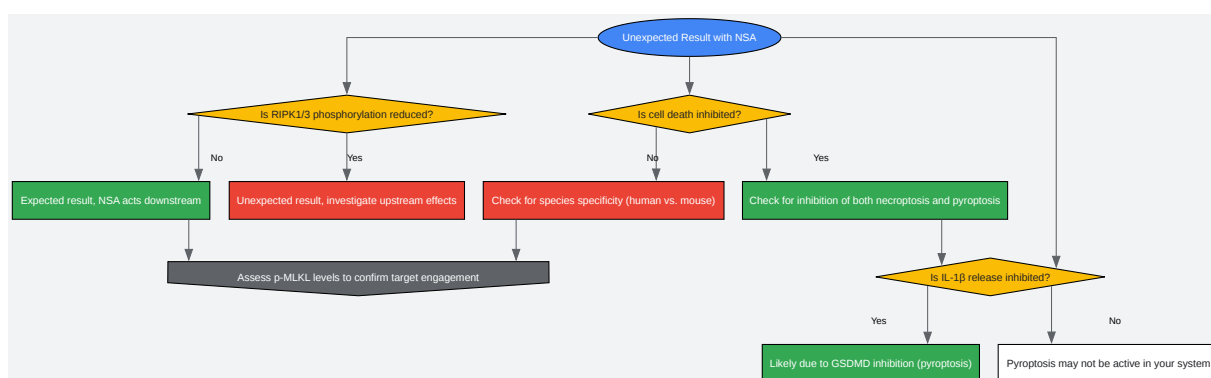 Unexpected Result with NSA
Is RIPK1/3 phosphorylation reduced?
Is cell death inhibited?
No
Yes
No
Yes
Expected result, NSA acts downstream
Unexpected result, investigate upstream effects
Check for species specificity (human vs. mouse)
Check for inhibition of both necroptosis and pyroptosis
Assess p-MLKL levels to confirm target engagement
Is IL-1β release inhibited?
Yes
No
Likely due to GSDMD inhibition (pyroptosis)
Pyroptosis may not be active in your system